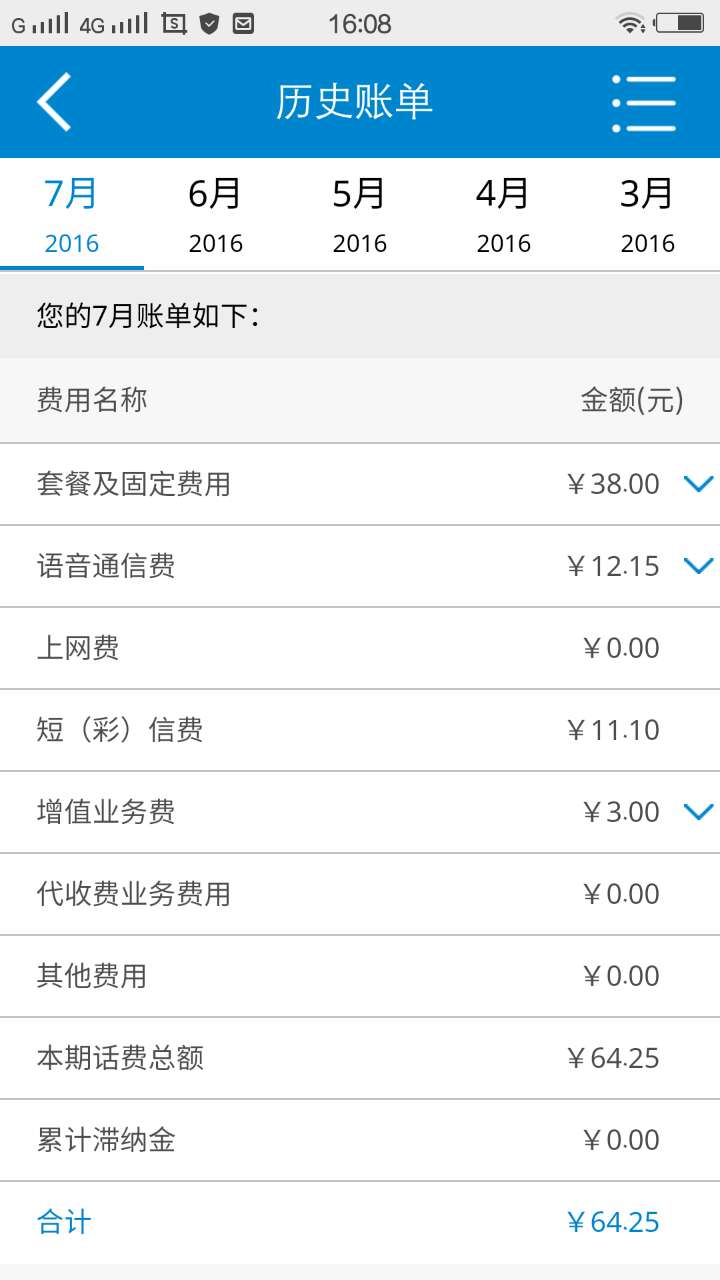 G 4G S 16:08
历史账单
7月 6月 5月 4月 3月
2016 2016 2016 2016 2016
您的7月账单如下：
费用名称 金额(元)
套餐及固定费用 ￥38.00
语音通信费 ￥12.15
上网费 ￥0.00
短（彩）信费 ￥11.10
增值业务费 ￥3.00
代收费业务费用 ￥0.00
其他费用 ￥0.00
本期话费总额 ￥64.25
累计滞纳金 ￥0.00
合计 ￥64.25